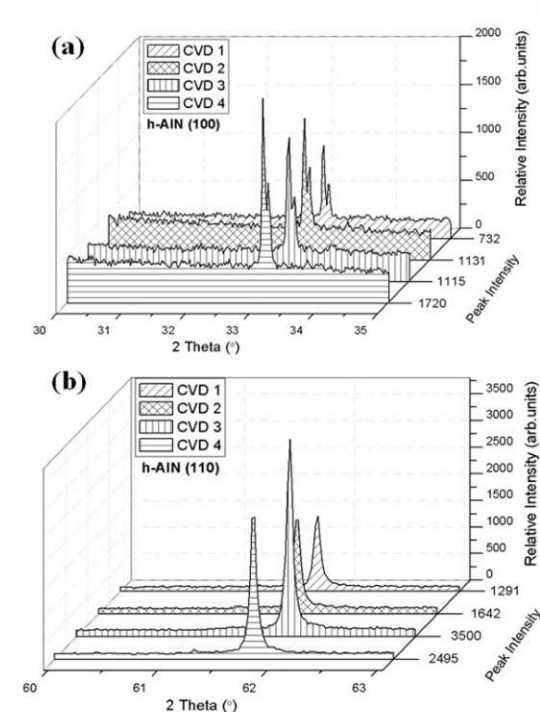 (a)
CVD 1
CVD 2
CVD 3
CVD 4
h-AlN (100)
2000
1500
1000
500
0
Relative Intensity (arb.units)
732
1131
1115
1720
Peak Intensity
30 31 32 33 34 35
2 Theta (°)
(b)
CVD 1
CVD 2
CVD 3
CVD 4
h-AlN (110)
3500
3000
2500
2000
1500
1000
500
0
Relative Intensity (arb.units)
1291
1642
3500
2495
Peak Intensity
60 61 62 63
2 Theta (°)